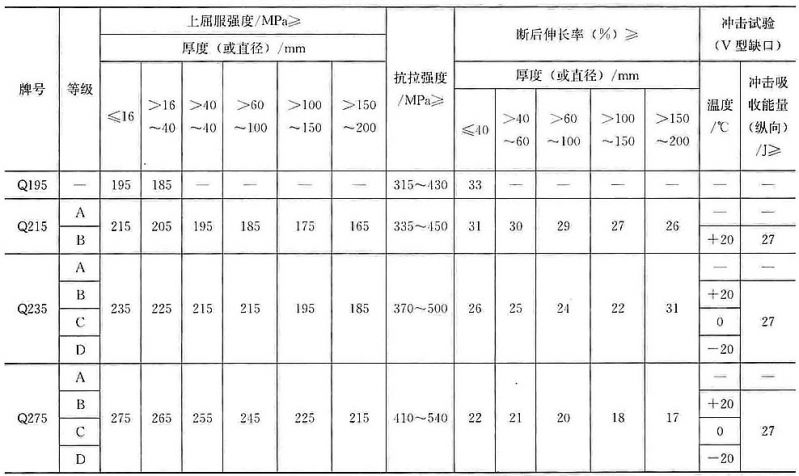 牌号 等级 上屈服强度/MPa≥ 抗拉强度/MPa≥ 断后伸长率(%)≥ 冲击试验(V型缺口)
厚度(或直径)/mm 厚度(或直径)/mm 温度/℃ 冲击吸收能量(纵向)/J≥
≤16 >16～40 >40～40 >60～100 >100～150 >150～200 ≤40 >40～60 >60～100 >100～150 >150～200
Q195 — 195 185 — — — — 315～430 33 — — — — — —
Q215 A 215 205 195 185 175 165 335～450 31 30 29 27 26 — —
B +20 27
Q235 A 235 225 215 215 195 185 370～500 26 25 24 22 31 — —
B +20 27
C 0
D −20
Q275 A 275 265 255 245 225 215 410～540 22 21 20 18 17 — —
B +20 27
C 0
D −20